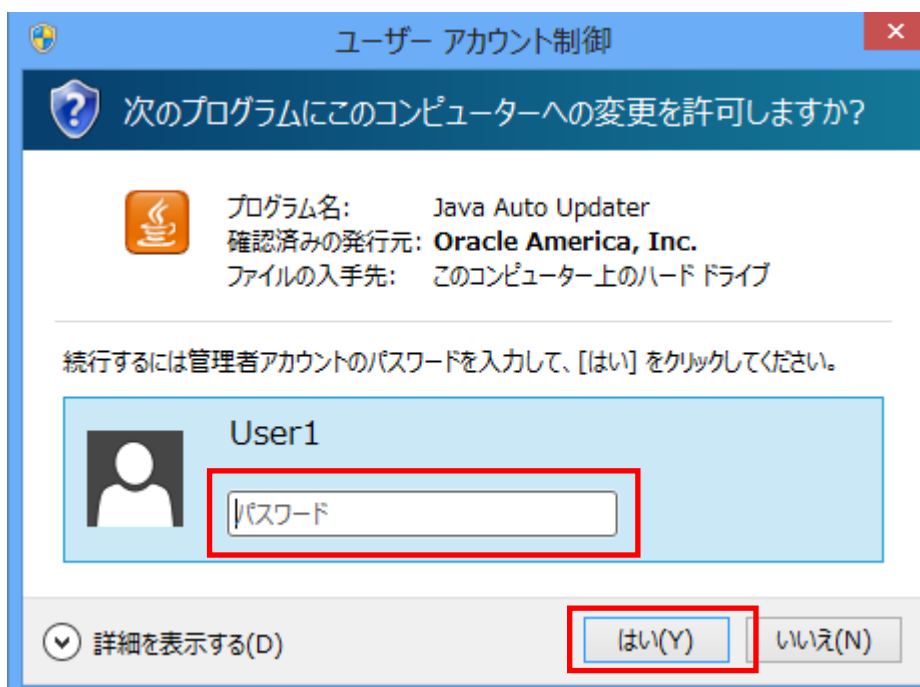 ユーザー アカウント制御
次のプログラムにこのコンピューターへの変更を許可しますか?
プログラム名: Java Auto Updater
確認済みの発行元: Oracle America, Inc.
ファイルの入手先: このコンピューター上のハード ドライブ
続行するには管理者アカウントのパスワードを入力して、[はい] をクリックしてください。
User1
パスワード
詳細を表示する(D) はい(Y) いいえ(N)